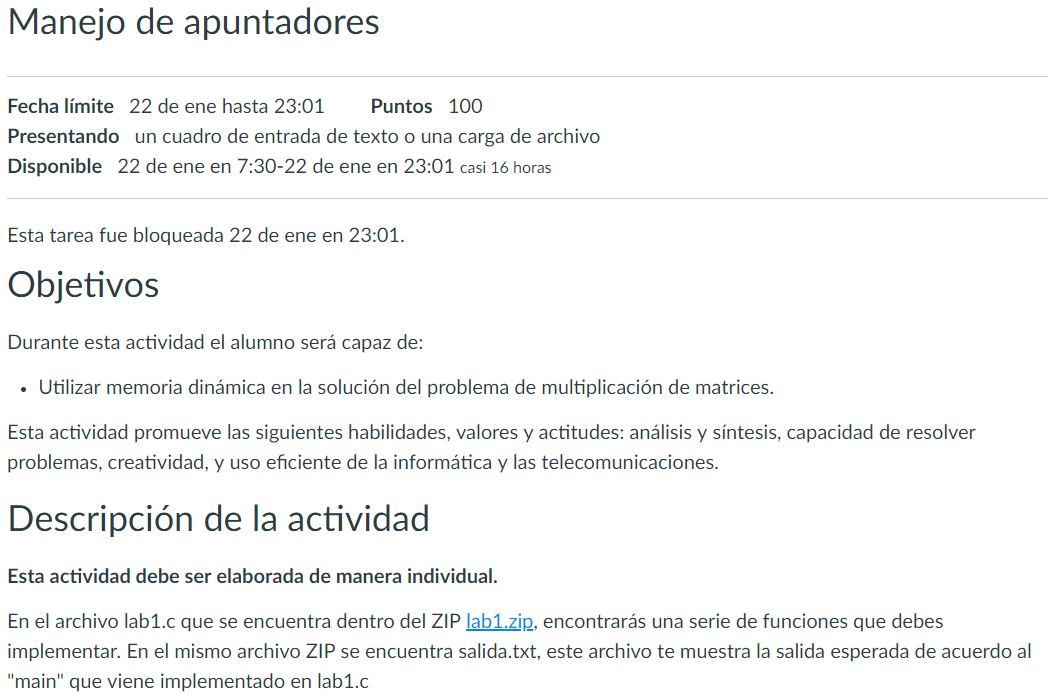 Manejo de apuntadores
Fecha límite 22 de ene hasta 23:01 Puntos 100
Presentando un cuadro de entrada de texto o una carga de archivo
Disponible 22 de ene en 7:30-22 de ene en 23:01 casi 16 horas
Esta tarea fue bloqueada 22 de ene en 23:01.
Objetivos
Durante esta actividad el alumno será capaz de:
• Utilizar memoria dinámica en la solución del problema de multiplicación de matrices.
Esta actividad promueve las siguientes habilidades, valores y actitudes: análisis y síntesis, capacidad de resolver
problemas, creatividad, y uso eficiente de la informática y las telecomunicaciones.
Descripción de la actividad
Esta actividad debe ser elaborada de manera individual.
En el archivo lab1.c que se encuentra dentro del ZIP lab1.zip, encontrarás una serie de funciones que debes
implementar. En el mismo archivo ZIP se encuentra salida.txt, este archivo te muestra la salida esperada de acuerdo al
"main" que viene implementado en lab1.c